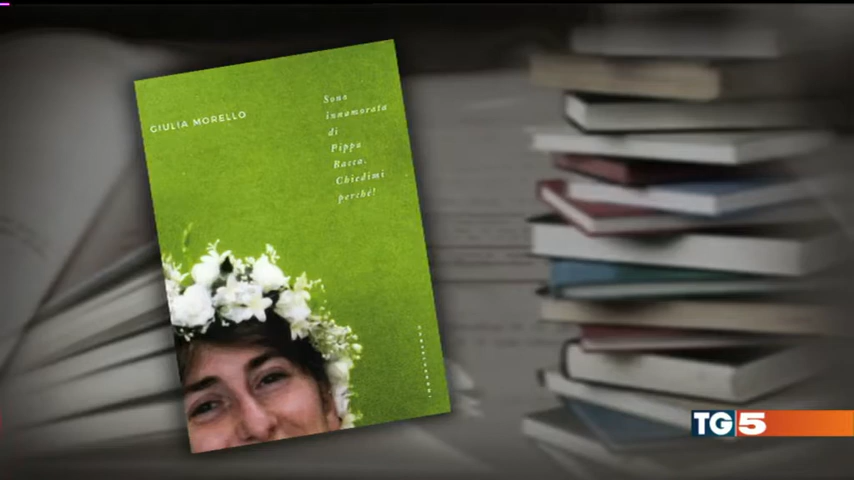 GIULIA MORELLO
Sono
innamorata
di
Pippa
Bacca.
Chiedimi
perché!
TG5